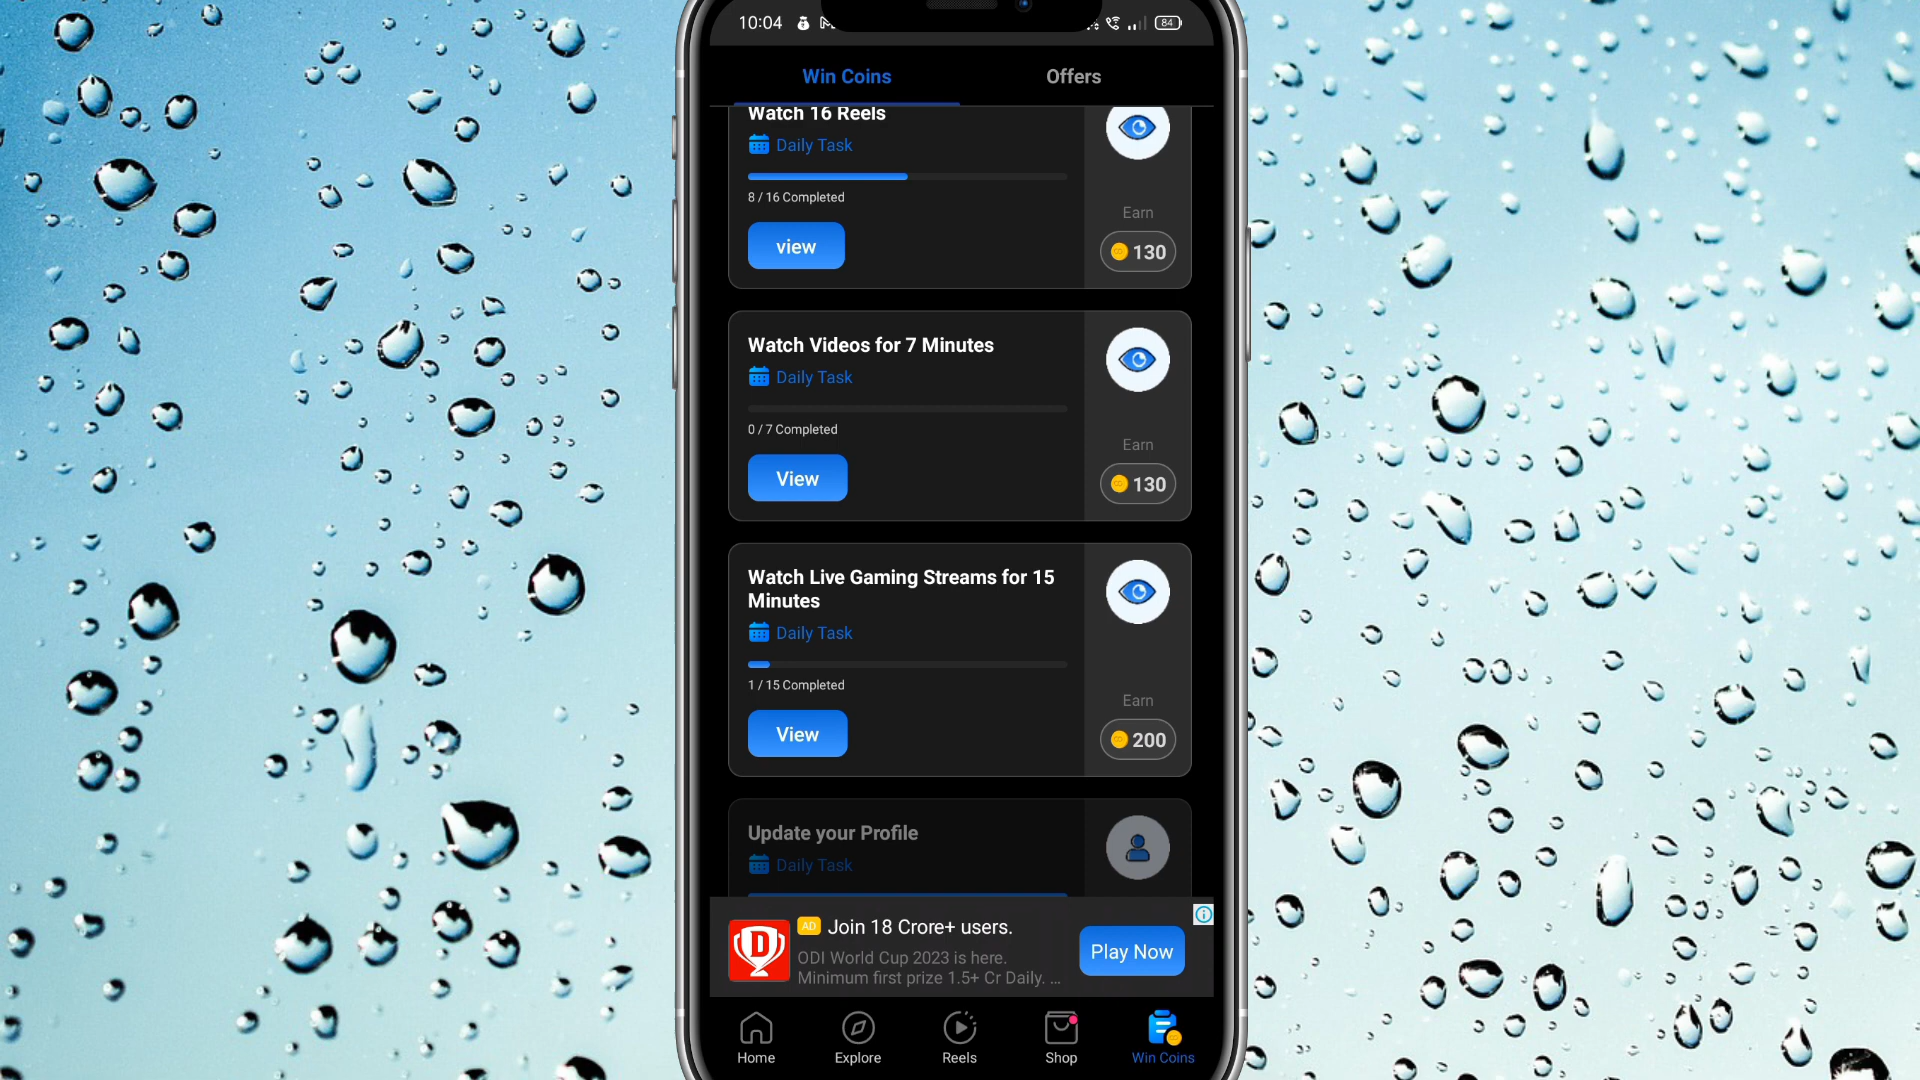 10:04
84
Win Coins
Offers
Watch 16 Reels
Daily Task
8 / 16 Completed
view
Earn
130
Watch Videos for 7 Minutes
Daily Task
0 / 7 Completed
View
Earn
130
Watch Live Gaming Streams for 15
Minutes
Daily Task
1 / 15 Completed
View
Earn
200
Update your Profile
Daily Task
D
AD Join 18 Crore+ users.
ODI World Cup 2023 is here.
Minimum first prize 1.5+ Cr Daily. ...
Play Now
Home
Explore
Reels
Shop
Win Coins